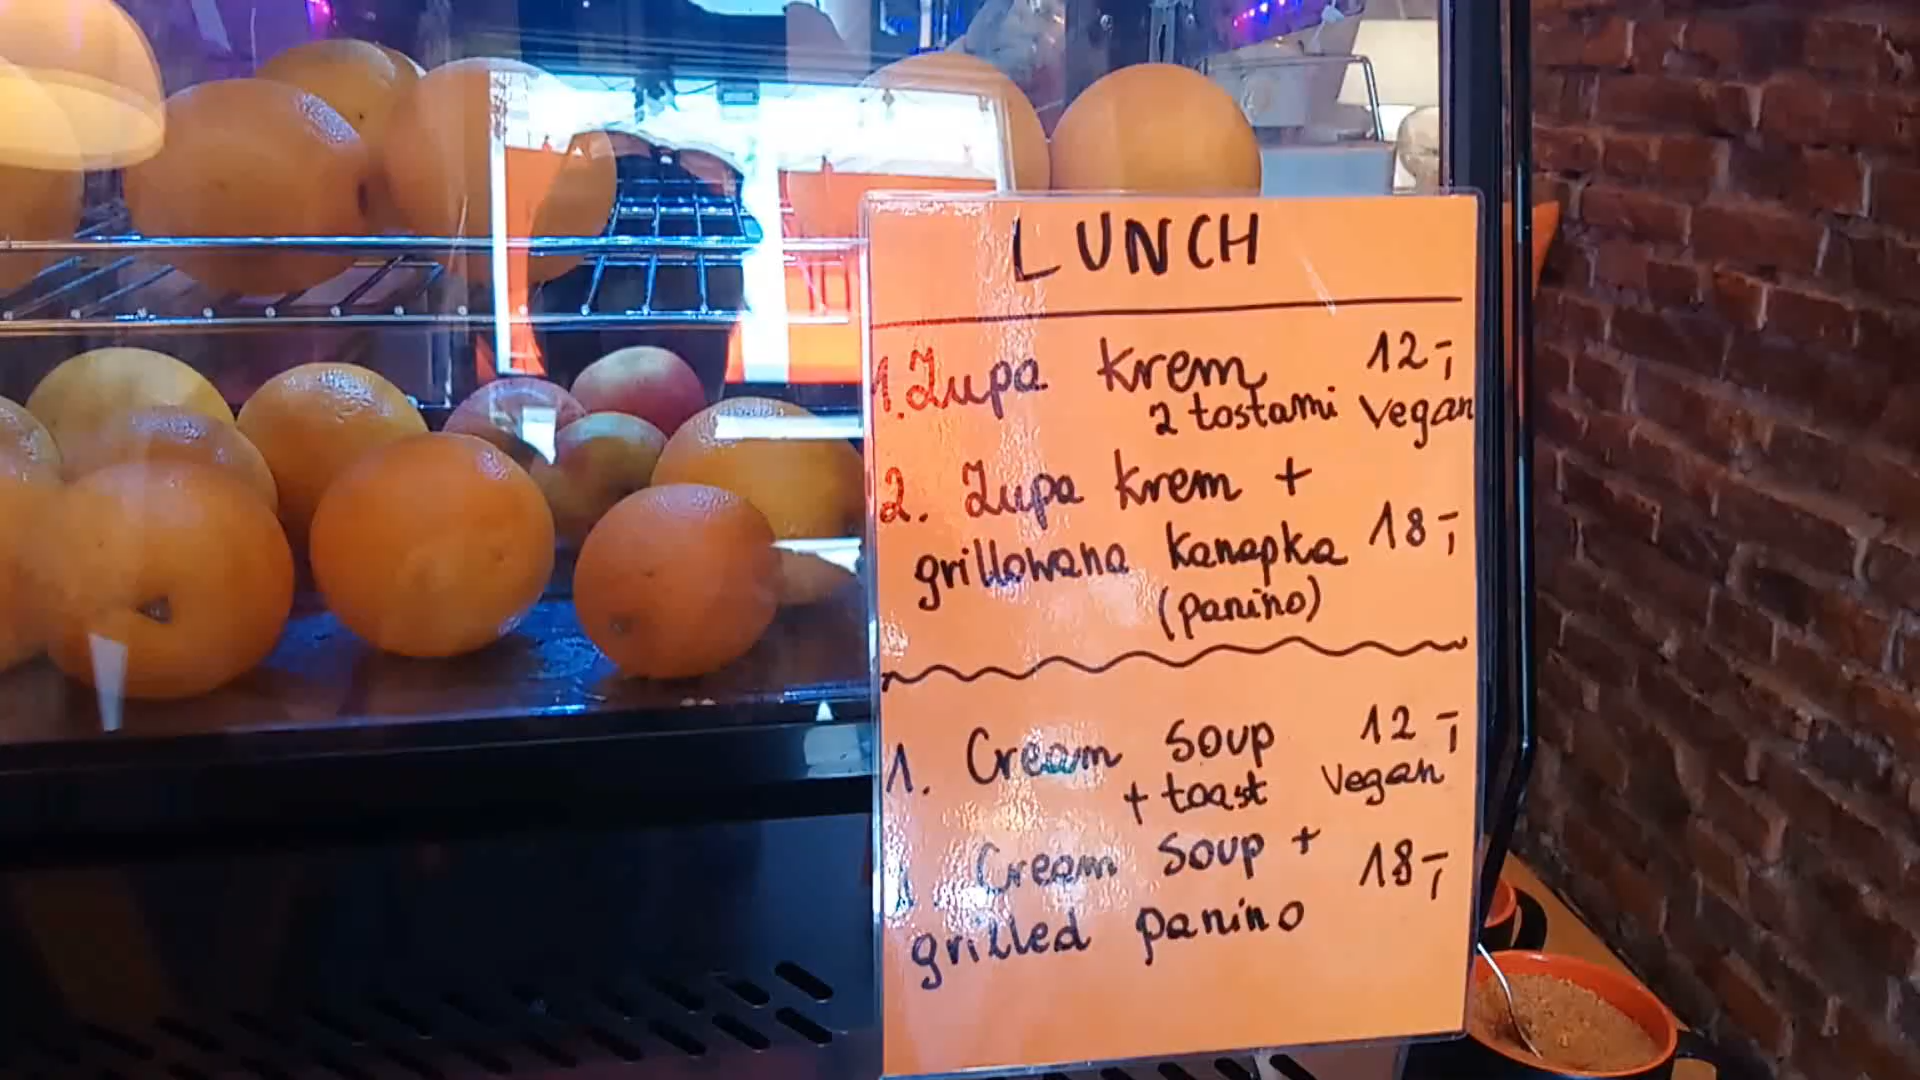 LUNCH
1. Zupa krem 12,-
z tostami vegan
2. Zupa krem +
grillowana kanapka 18,-
(panino)
1. Cream soup 12,-
+ toast vegan
Cream soup + 18,-
grilled panino